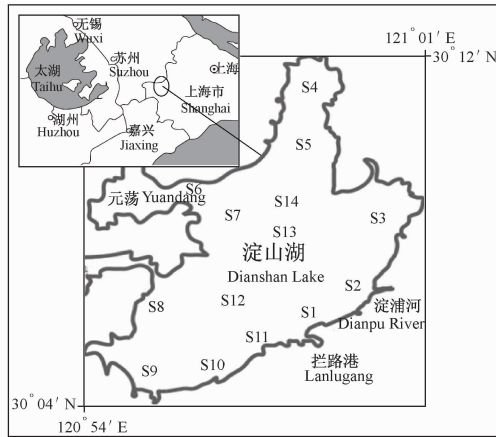 无锡
Wuxi
苏州
Suzhou
太湖
Taihu
上海
上海市
Shanghai
湖州
Huzhou
嘉兴
Jiaxing
121°01′ E
30°12′ N
S4
S5
S6
元荡 Yuandang
S7
S14
S3
S13
淀山湖
Dianshan Lake
S2
S12
S8
S1
淀浦河
Dianpu River
S11
拦路港
Lanlugang
S10
S9
30°04′ N
120°54′ E